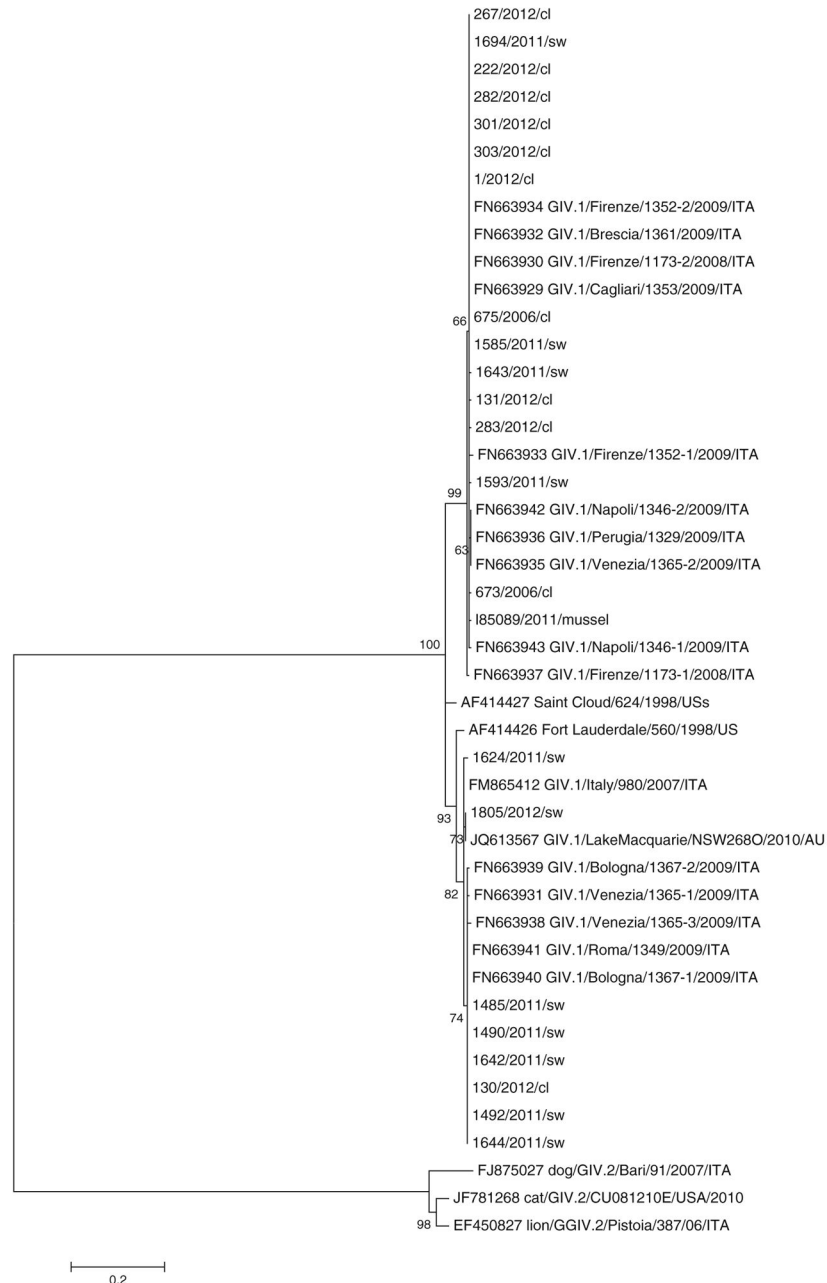 267/2012/cl
1694/2011/sw
222/2012/cl
282/2012/cl
301/2012/cl
303/2012/cl
1/2012/cl
FN663934 GIV.1/Firenze/1352-2/2009/ITA
FN663932 GIV.1/Brescia/1361/2009/ITA
FN663930 GIV.1/Firenze/1173-2/2008/ITA
FN663929 GIV.1/Cagliari/1353/2009/ITA
675/2006/cl
66
1585/2011/sw
1643/2011/sw
131/2012/cl
283/2012/cl
FN663933 GIV.1/Firenze/1352-1/2009/ITA
1593/2011/sw
99
FN663942 GIV.1/Napoli/1346-2/2009/ITA
FN663936 GIV.1/Perugia/1329/2009/ITA
63
FN663935 GIV.1/Venezia/1365-2/2009/ITA
673/2006/cl
I85089/2011/mussel
100
FN663943 GIV.1/Napoli/1346-1/2009/ITA
FN663937 GIV.1/Firenze/1173-1/2008/ITA
AF414427 Saint Cloud/624/1998/USs
AF414426 Fort Lauderdale/560/1998/US
1624/2011/sw
FM865412 GIV.1/Italy/980/2007/ITA
1805/2012/sw
93
73
JQ613567 GIV.1/LakeMacquarie/NSW268O/2010/AU
FN663939 GIV.1/Bologna/1367-2/2009/ITA
82
FN663931 GIV.1/Venezia/1365-1/2009/ITA
FN663938 GIV.1/Venezia/1365-3/2009/ITA
FN663941 GIV.1/Roma/1349/2009/ITA
FN663940 GIV.1/Bologna/1367-1/2009/ITA
1485/2011/sw
74
1490/2011/sw
1642/2011/sw
130/2012/cl
1492/2011/sw
1644/2011/sw
FJ875027 dog/GIV.2/Bari/91/2007/ITA
JF781268 cat/GIV.2/CU081210E/USA/2010
98
EF450827 lion/GGIV.2/Pistoia/387/06/ITA
0.2